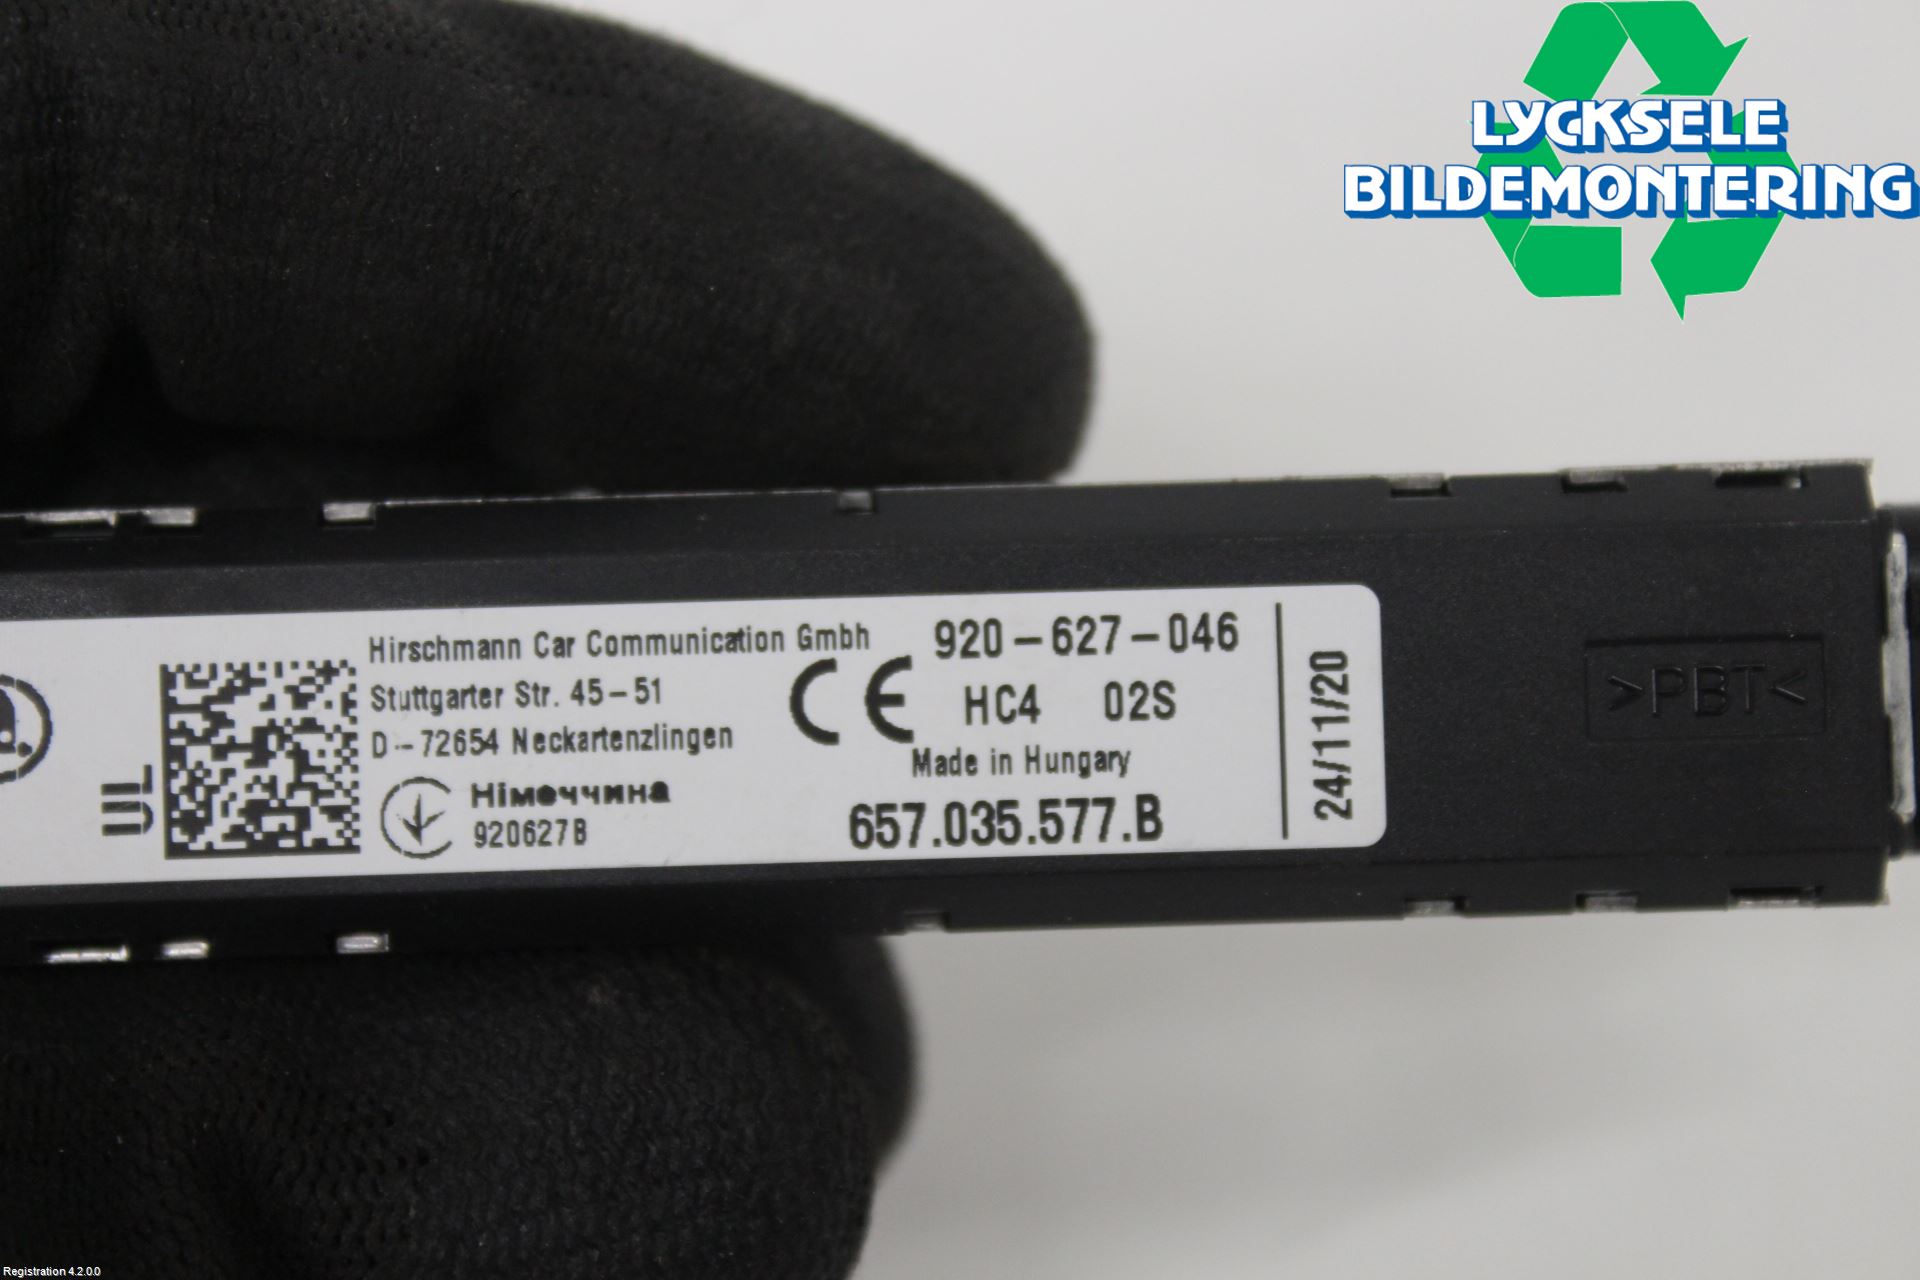 LYCKSELE
BILDEMONTERING
Hirschmann Car Communication Gmbh
Stuttgarter Str. 45-51
D--72654 Neckartenzlingen
Німеччина
920627B
UL
920-627-046
HC4 02S
Made in Hungary
657.035.577.B
24/11/20
CE
>PBT<
Registration 4.2.0.0